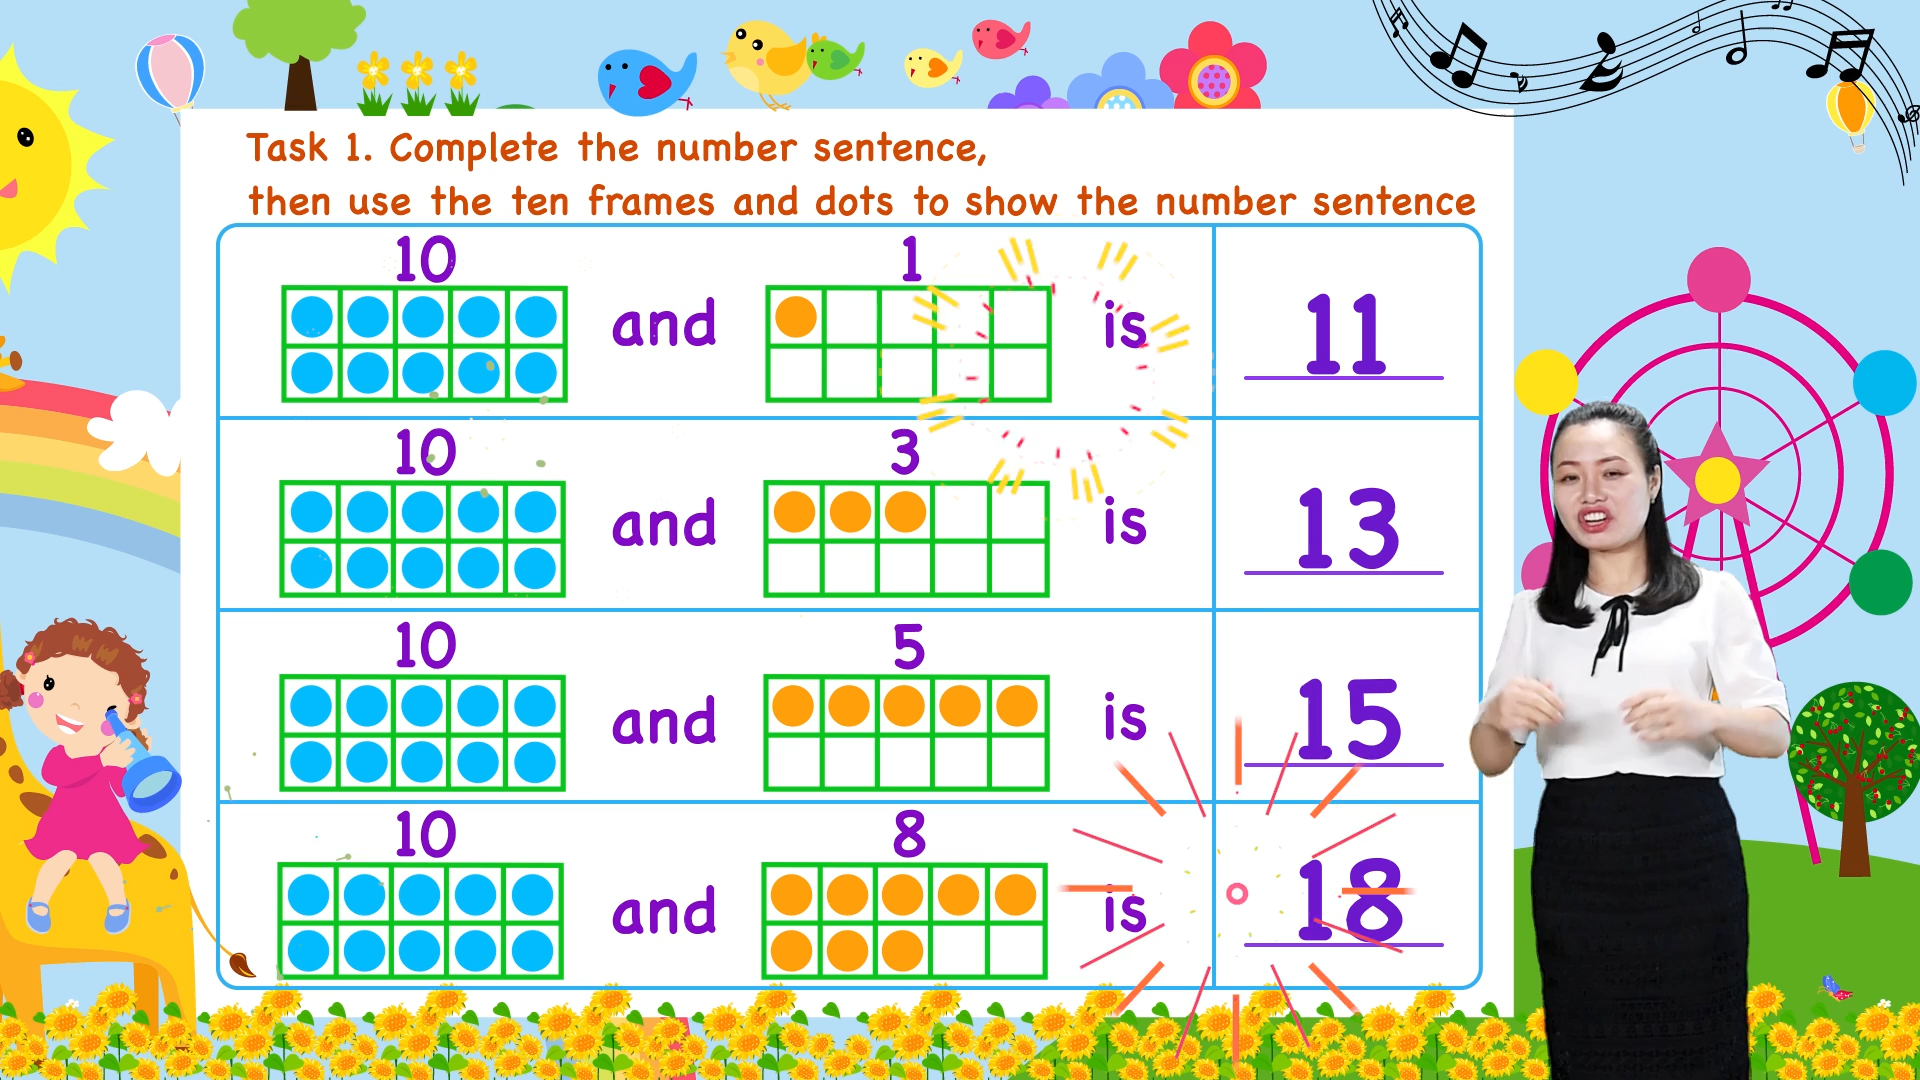 Task 1. Complete the number sentence,
then use the ten frames and dots to show the number sentence
10 1
and is 11
10 3
and is 13
10 5
and is 15
10 8
and is 18